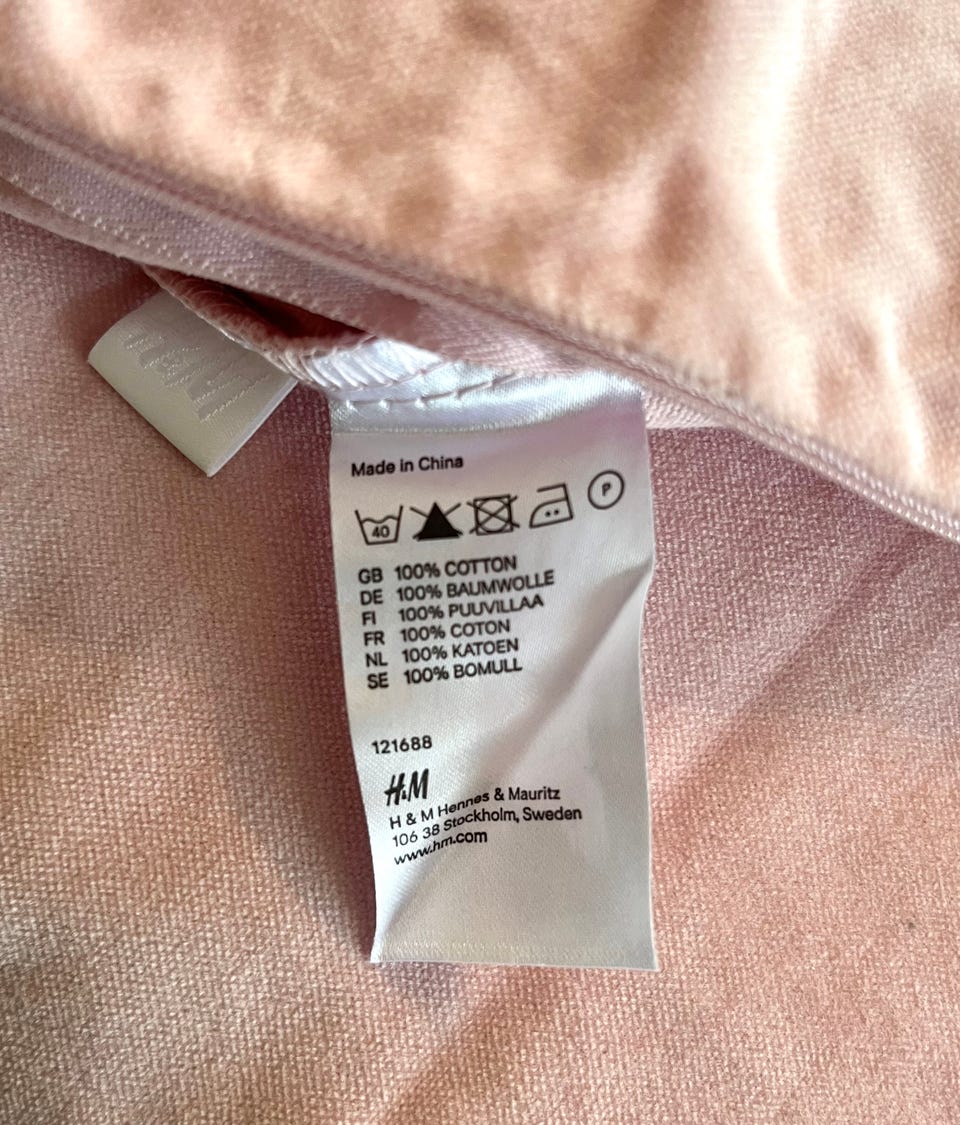 Made in China
40 P
GB 100% COTTON
DE 100% BAUMWOLLE
FI 100% PUUVILLAA
FR 100% COTON
NL 100% KATOEN
SE 100% BOMULL
121688
H&M
H & M Hennes & Mauritz
106 38 Stockholm, Sweden
www.hm.com